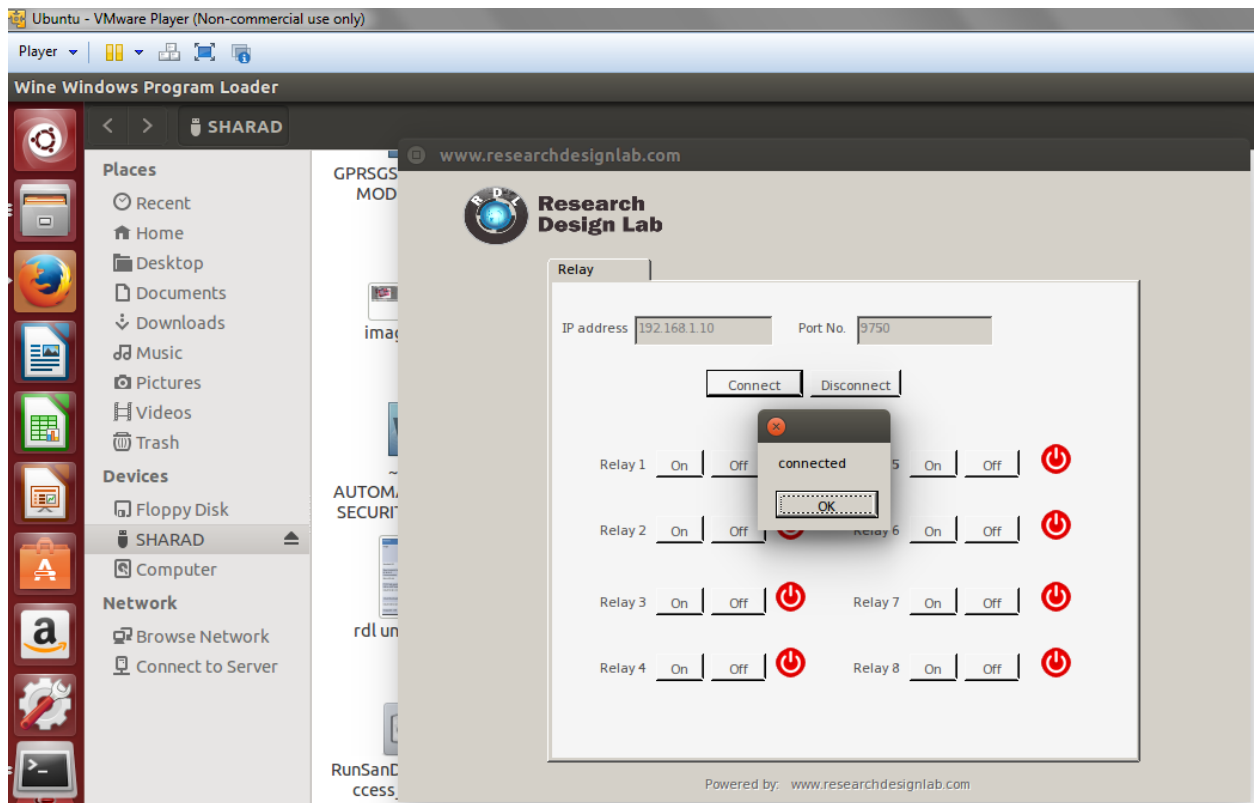 Ubuntu - VMware Player (Non-commercial use only)
Player
Wine Windows Program Loader
SHARAD
Places
Recent
Home
Desktop
Documents
Downloads
Music
Pictures
Videos
Trash
Devices
Floppy Disk
SHARAD
Computer
Network
Browse Network
Connect to Server
GPRSGS
MOD
imag
AUTOMA
SECURIT
rdl un
RunSanD
ccess_
www.researchdesignlab.com
RDL
Research
Design Lab
Relay
IP address 192.168.1.10 Port No. 9750
Connect Disconnect
connected
OK
Relay 1 On Off 5 On Off
Relay 2 On Off Relay 6 On Off
Relay 3 On Off Relay 7 On Off
Relay 4 On Off Relay 8 On Off
Powered by: www.researchdesignlab.com